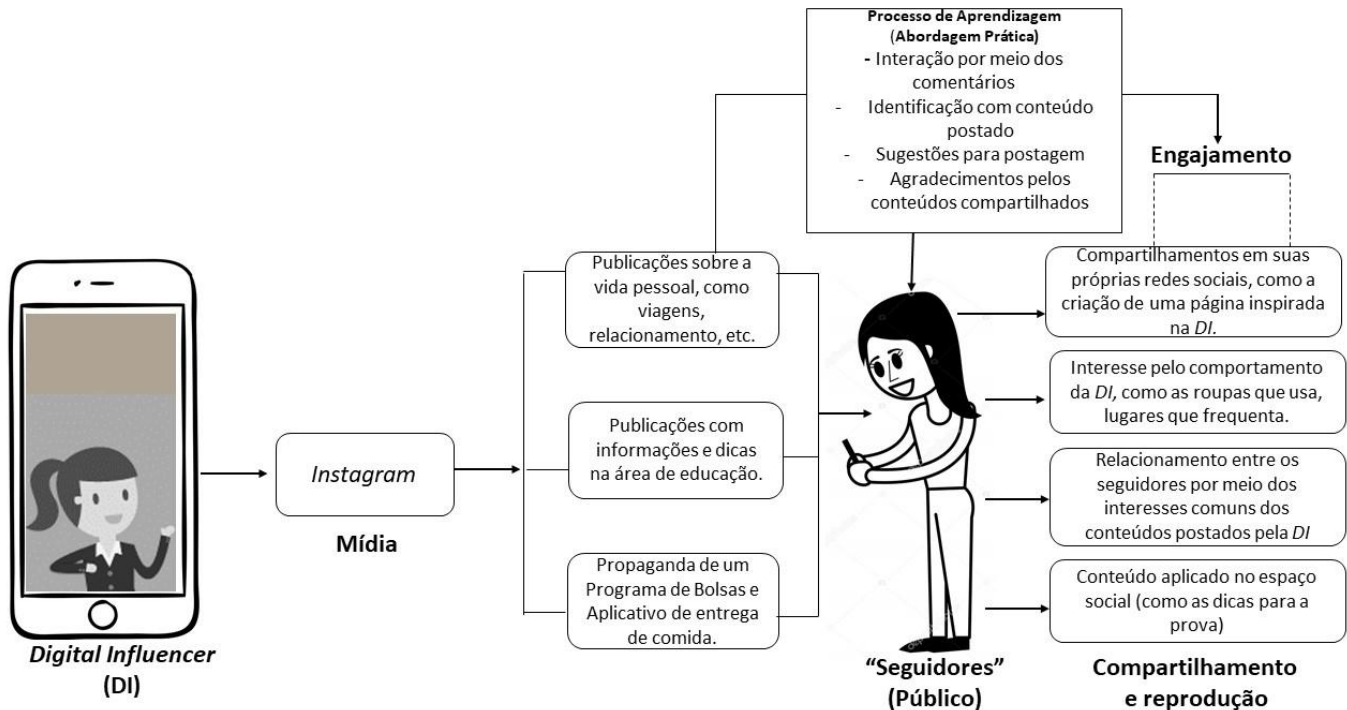 Processo de Aprendizagem
(Abordagem Prática)
- Interação por meio dos
comentários
- Identificação com conteúdo
postado
- Sugestões para postagem
- Agradecimentos pelos
conteúdos compartilhados
Engajamento
Publicações sobre a
vida pessoal, como
viagens,
relacionamento, etc.
Publicações com
informações e dicas
na área de educação.
Propaganda de um
Programa de Bolsas e
Aplicativo de entrega
de comida.
Instagram
Mídia
Digital Influencer
(DI)
"Seguidores"
(Público)
Compartilhamentos em suas
próprias redes sociais, como a
criação de uma página inspirada
na DI.
Interesse pelo comportamento
da DI, como as roupas que usa,
lugares que frequenta.
Relacionamento entre os
seguidores por meio dos
interesses comuns dos
conteúdos postados pela DI
Conteúdo aplicado no espaço
social (como as dicas para a
prova)
Compartilhamento
e reprodução